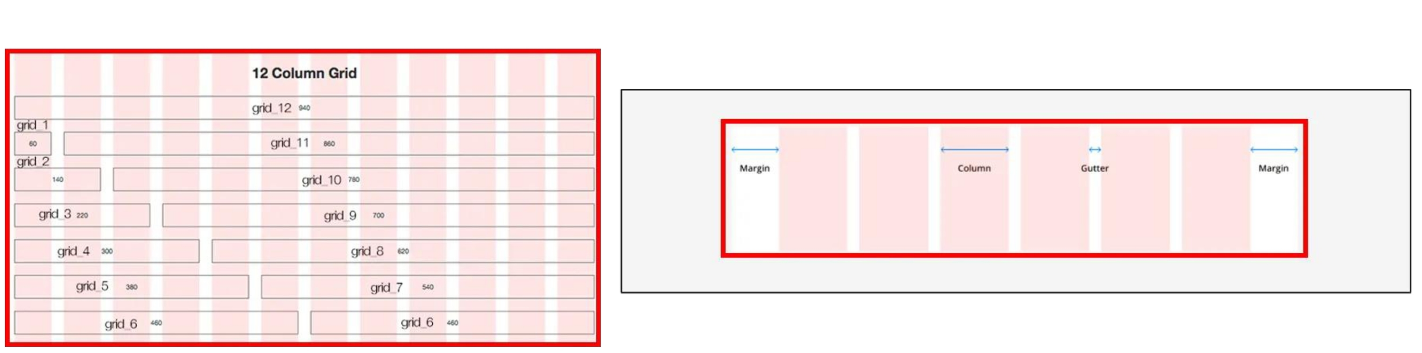 12 Column Grid
grid_12 940
grid_1
60 grid_11 860
grid_2
140 grid_10 780
grid_3 220 grid_9 700
grid_4 300 grid_8 620
grid_5 380 grid_7 540
grid_6 460 grid_6 460
Margin Column Gutter Margin